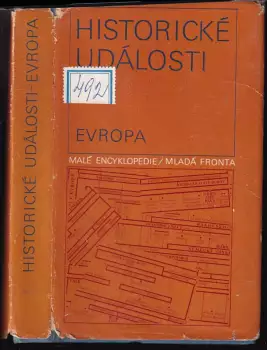 HISTORICKÉ UDÁLOSTI-EVROPA
HISTORICKÉ
UDÁLOSTI
492
EVROPA
MALÉ ENCYKLOPEDIE/MLADÁ FRONTA